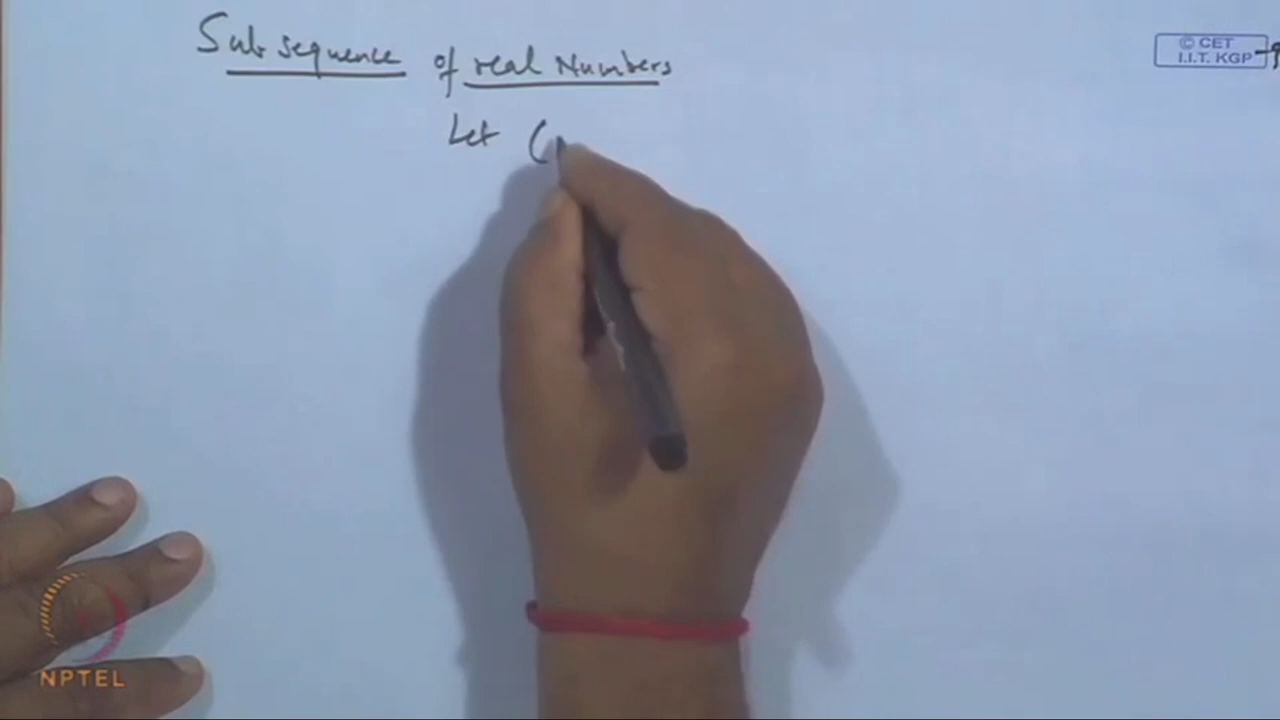 Sub sequence of real Numbers
© CET
I.I.T. KGP
Let (
NPTEL